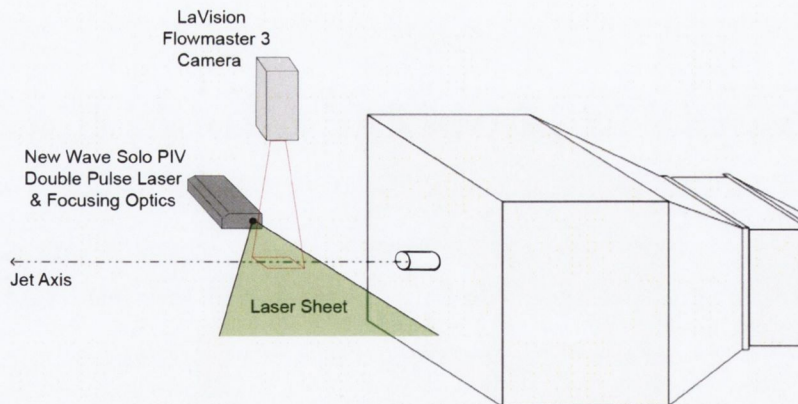 LaVision
Flowmaster 3
Camera
New Wave Solo PIV
Double Pulse Laser
& Focusing Optics
Jet Axis
Laser Sheet